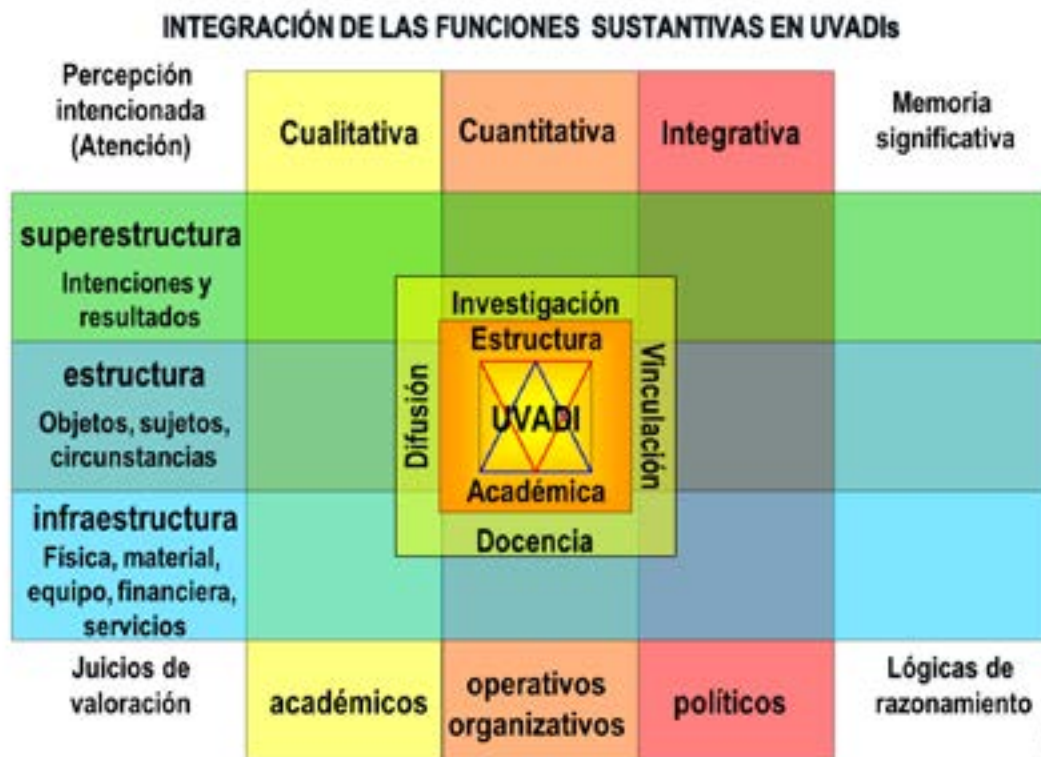 INTEGRACIÓN DE LAS FUNCIONES SUSTANTIVAS EN UVADIs
Percepción
intencionada
(Atención)
Cualitativa
Cuantitativa
Integrativa
Memoria
significativa
superestructura
Intenciones y
resultados
estructura
Objetos, sujetos,
circunstancias
infraestructura
Física, material,
equipo, financiera,
servicios
Investigación
Estructura
Difusión
UVADI
Vinculación
Académica
Docencia
Juicios de
valoración
académicos
operativos
organizativos
políticos
Lógicas de
razonamiento